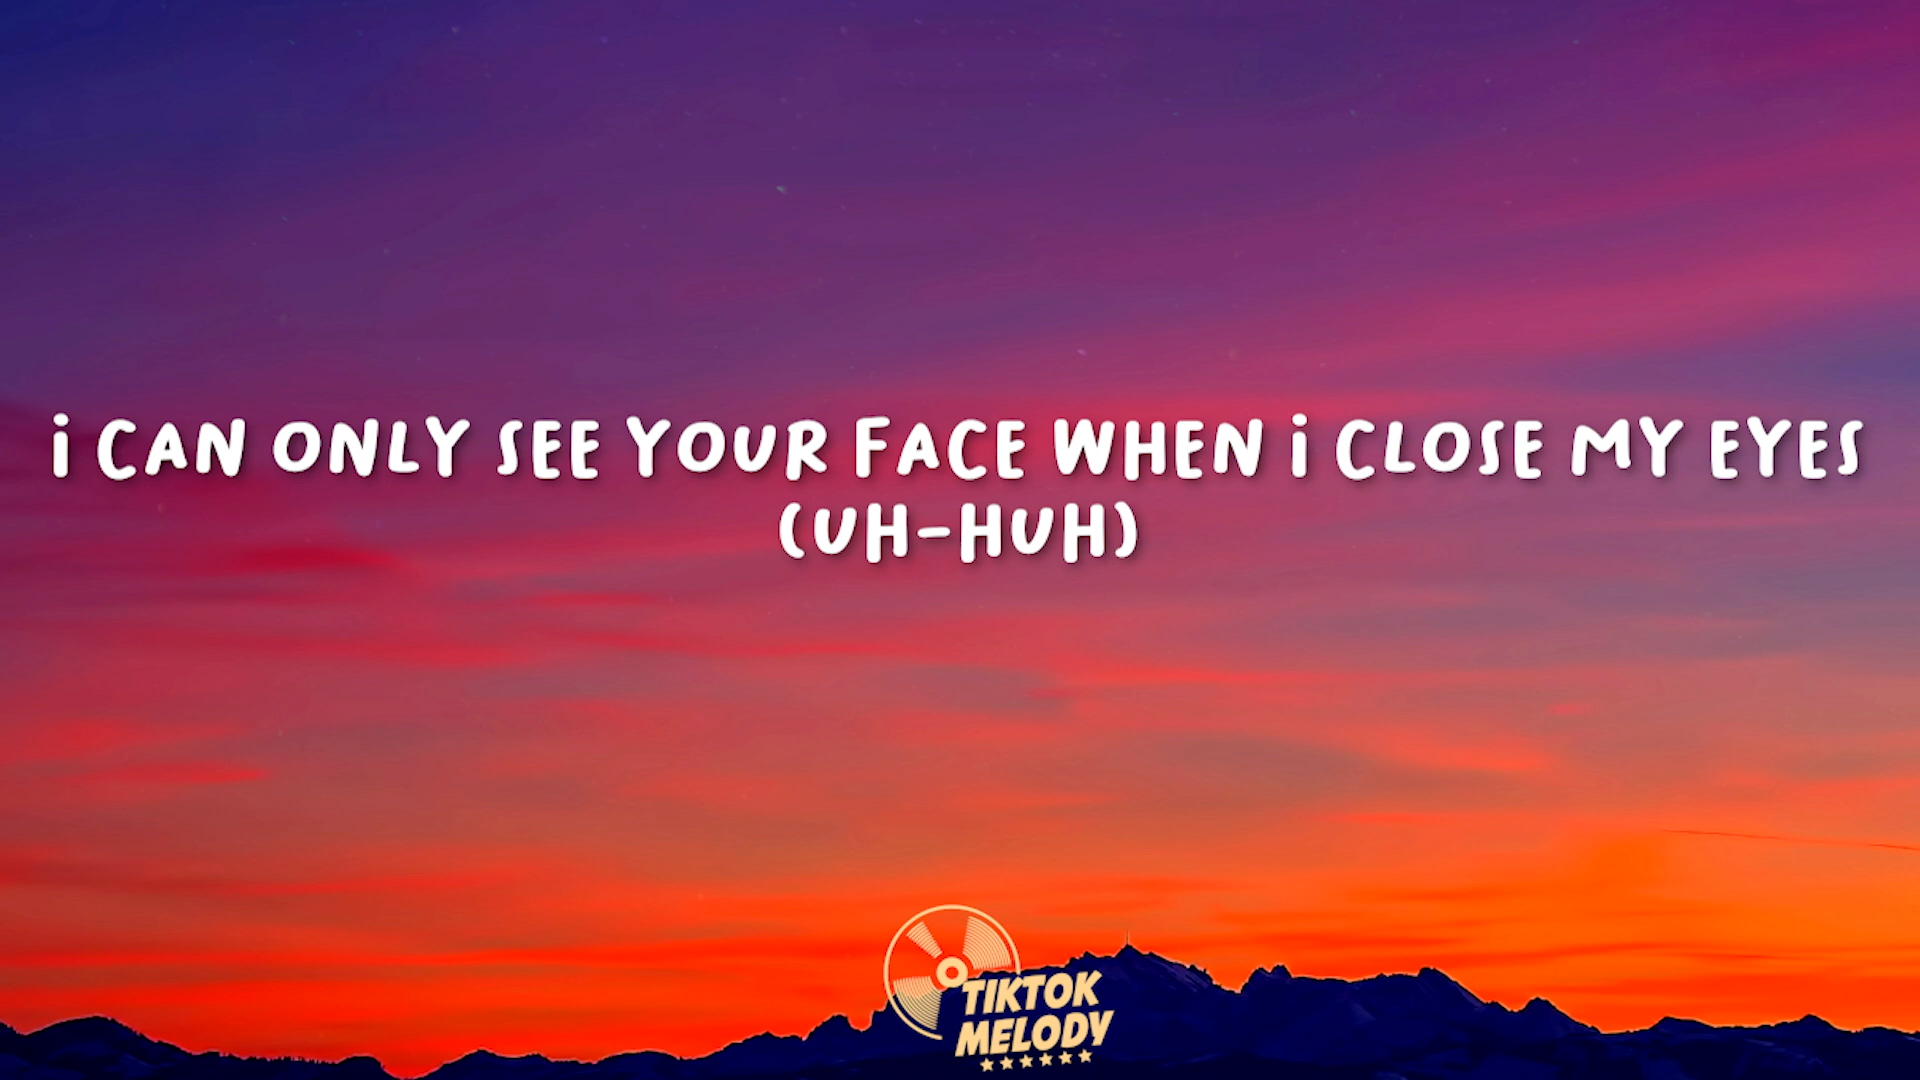 i CAN ONLY SEE YOUR FACE WHEN i CLOSE MY EYES
(UH-HUH)
TIKTOK
MELODY